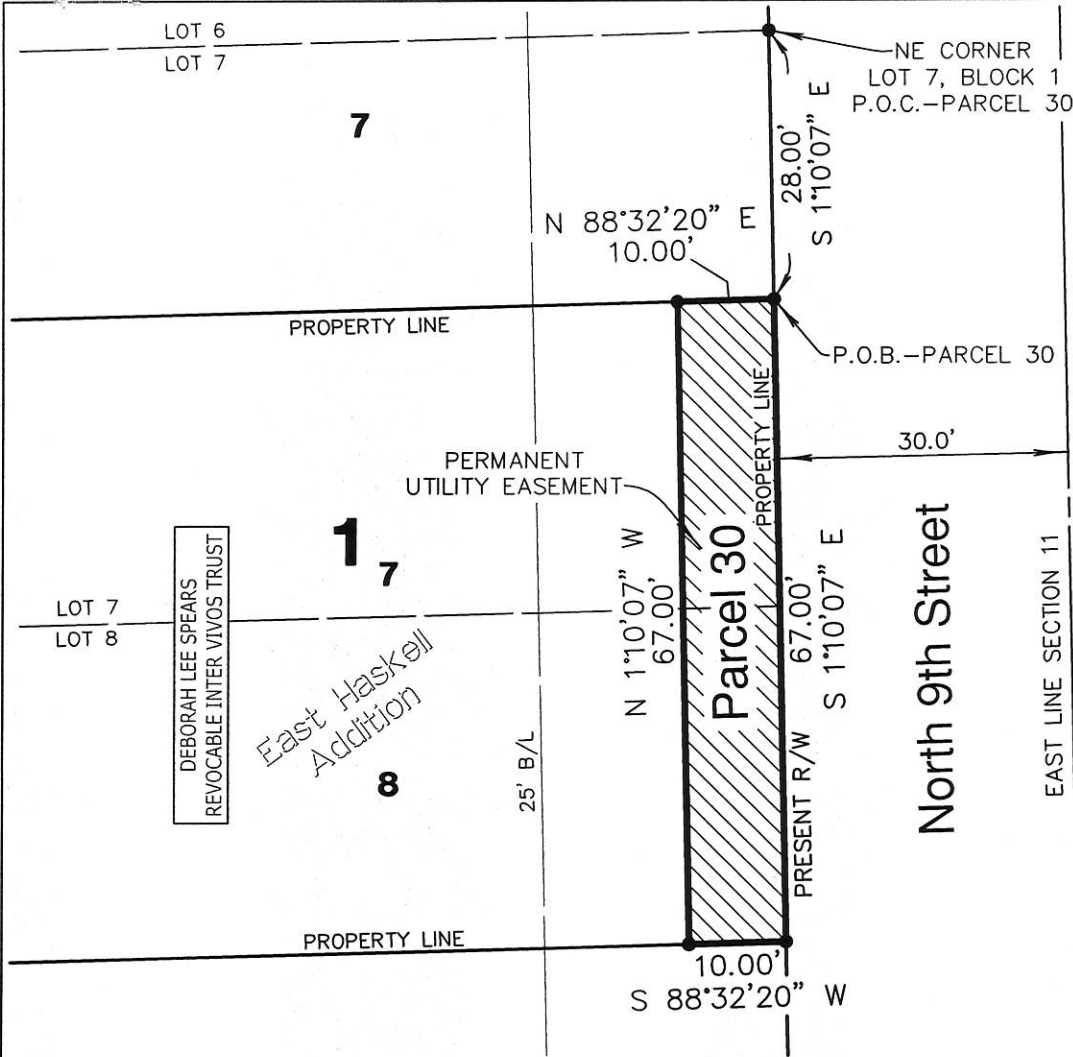 LOT 6
LOT 7
NE CORNER
LOT 7, BLOCK 1
P.O.C.-PARCEL 30
7
28.00'
S 1°10'07" E
N 88°32'20" E
10.00'
PROPERTY LINE
P.O.B.-PARCEL 30
PROPERTY LINE
30.0'
PERMANENT
UTILITY EASEMENT
1
7
DEBORAH LEE SPEARS
REVOCABLE INTER VIVOS TRUST
LOT 7
LOT 8
N 1°10'07" W
67.00'
Parcel 30
67.00'
S 1°10'07" E
North 9th Street
EAST LINE SECTION 11
East Haskell
Addition
8
25' B/L
PRESENT R/W
PROPERTY LINE
10.00'
S 88°32'20" W